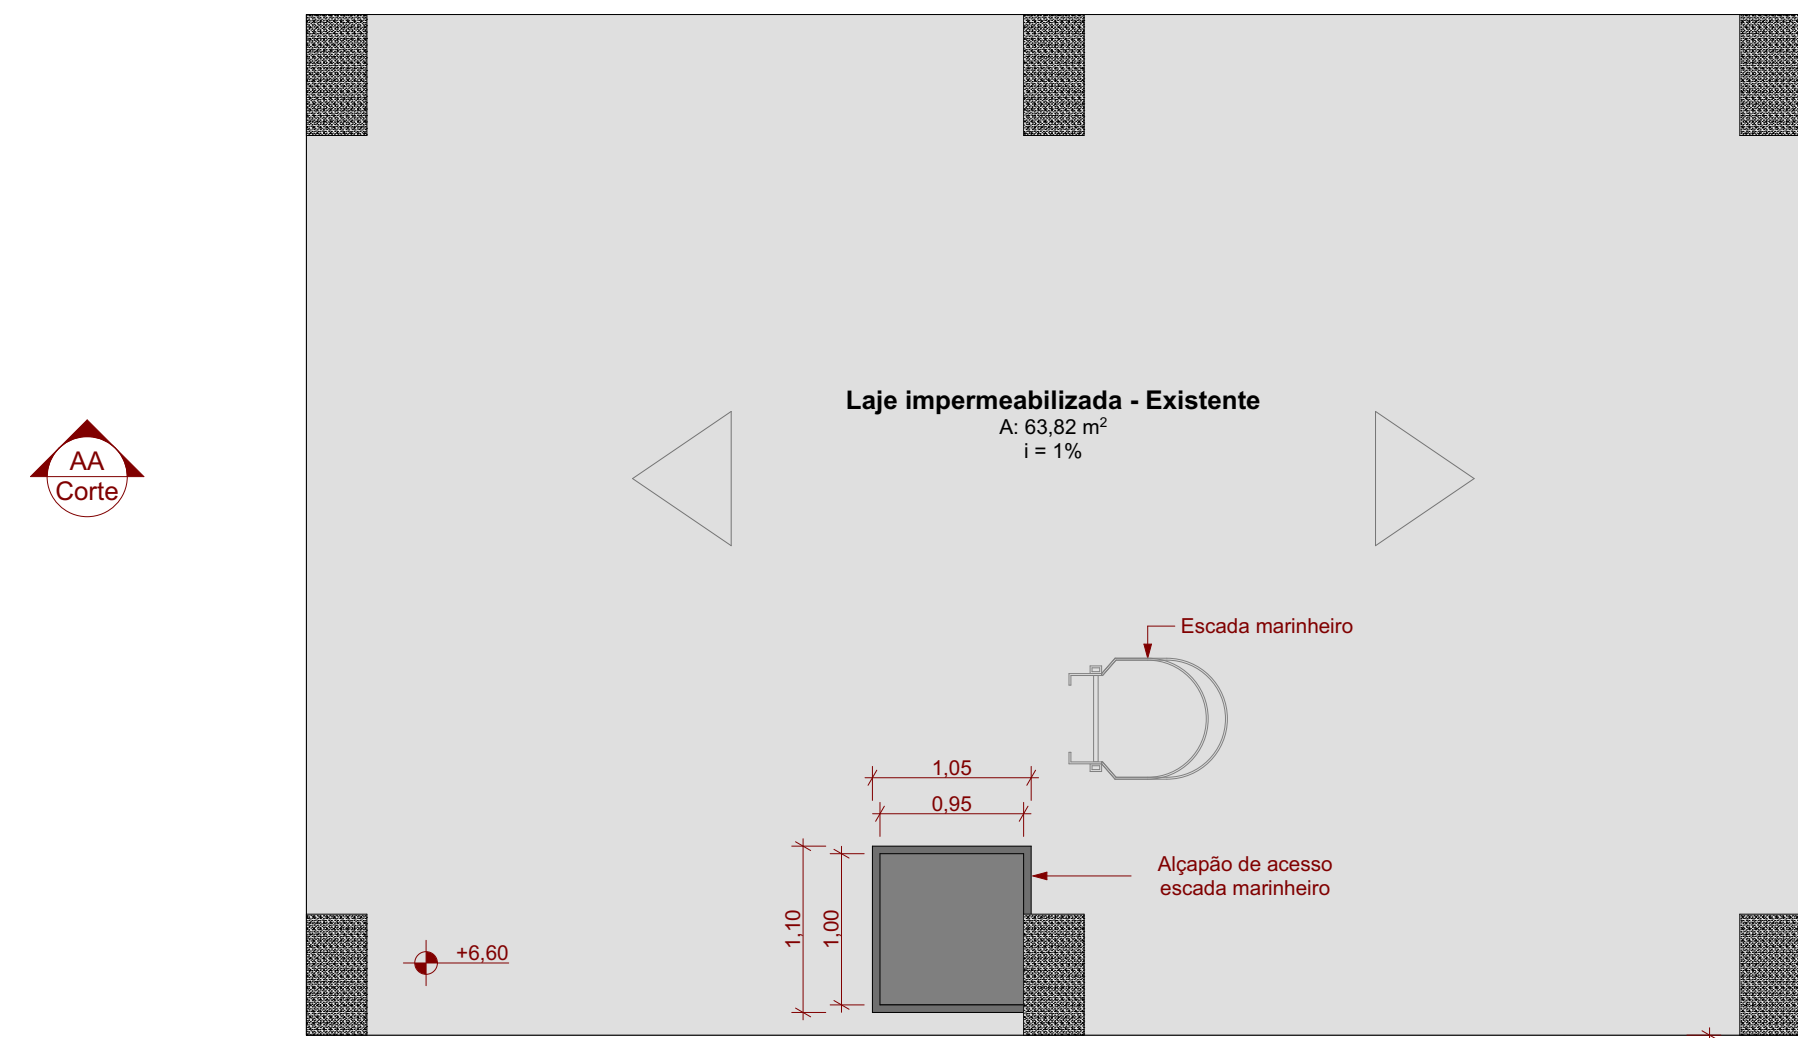 Laje impermeabilizada - Existente
A: 63,82 m²
i = 1%
AA
Corte
Escada marinheiro
1,05
0,95
Alçapão de acesso
escada marinheiro
1,10
1,00
+6,60